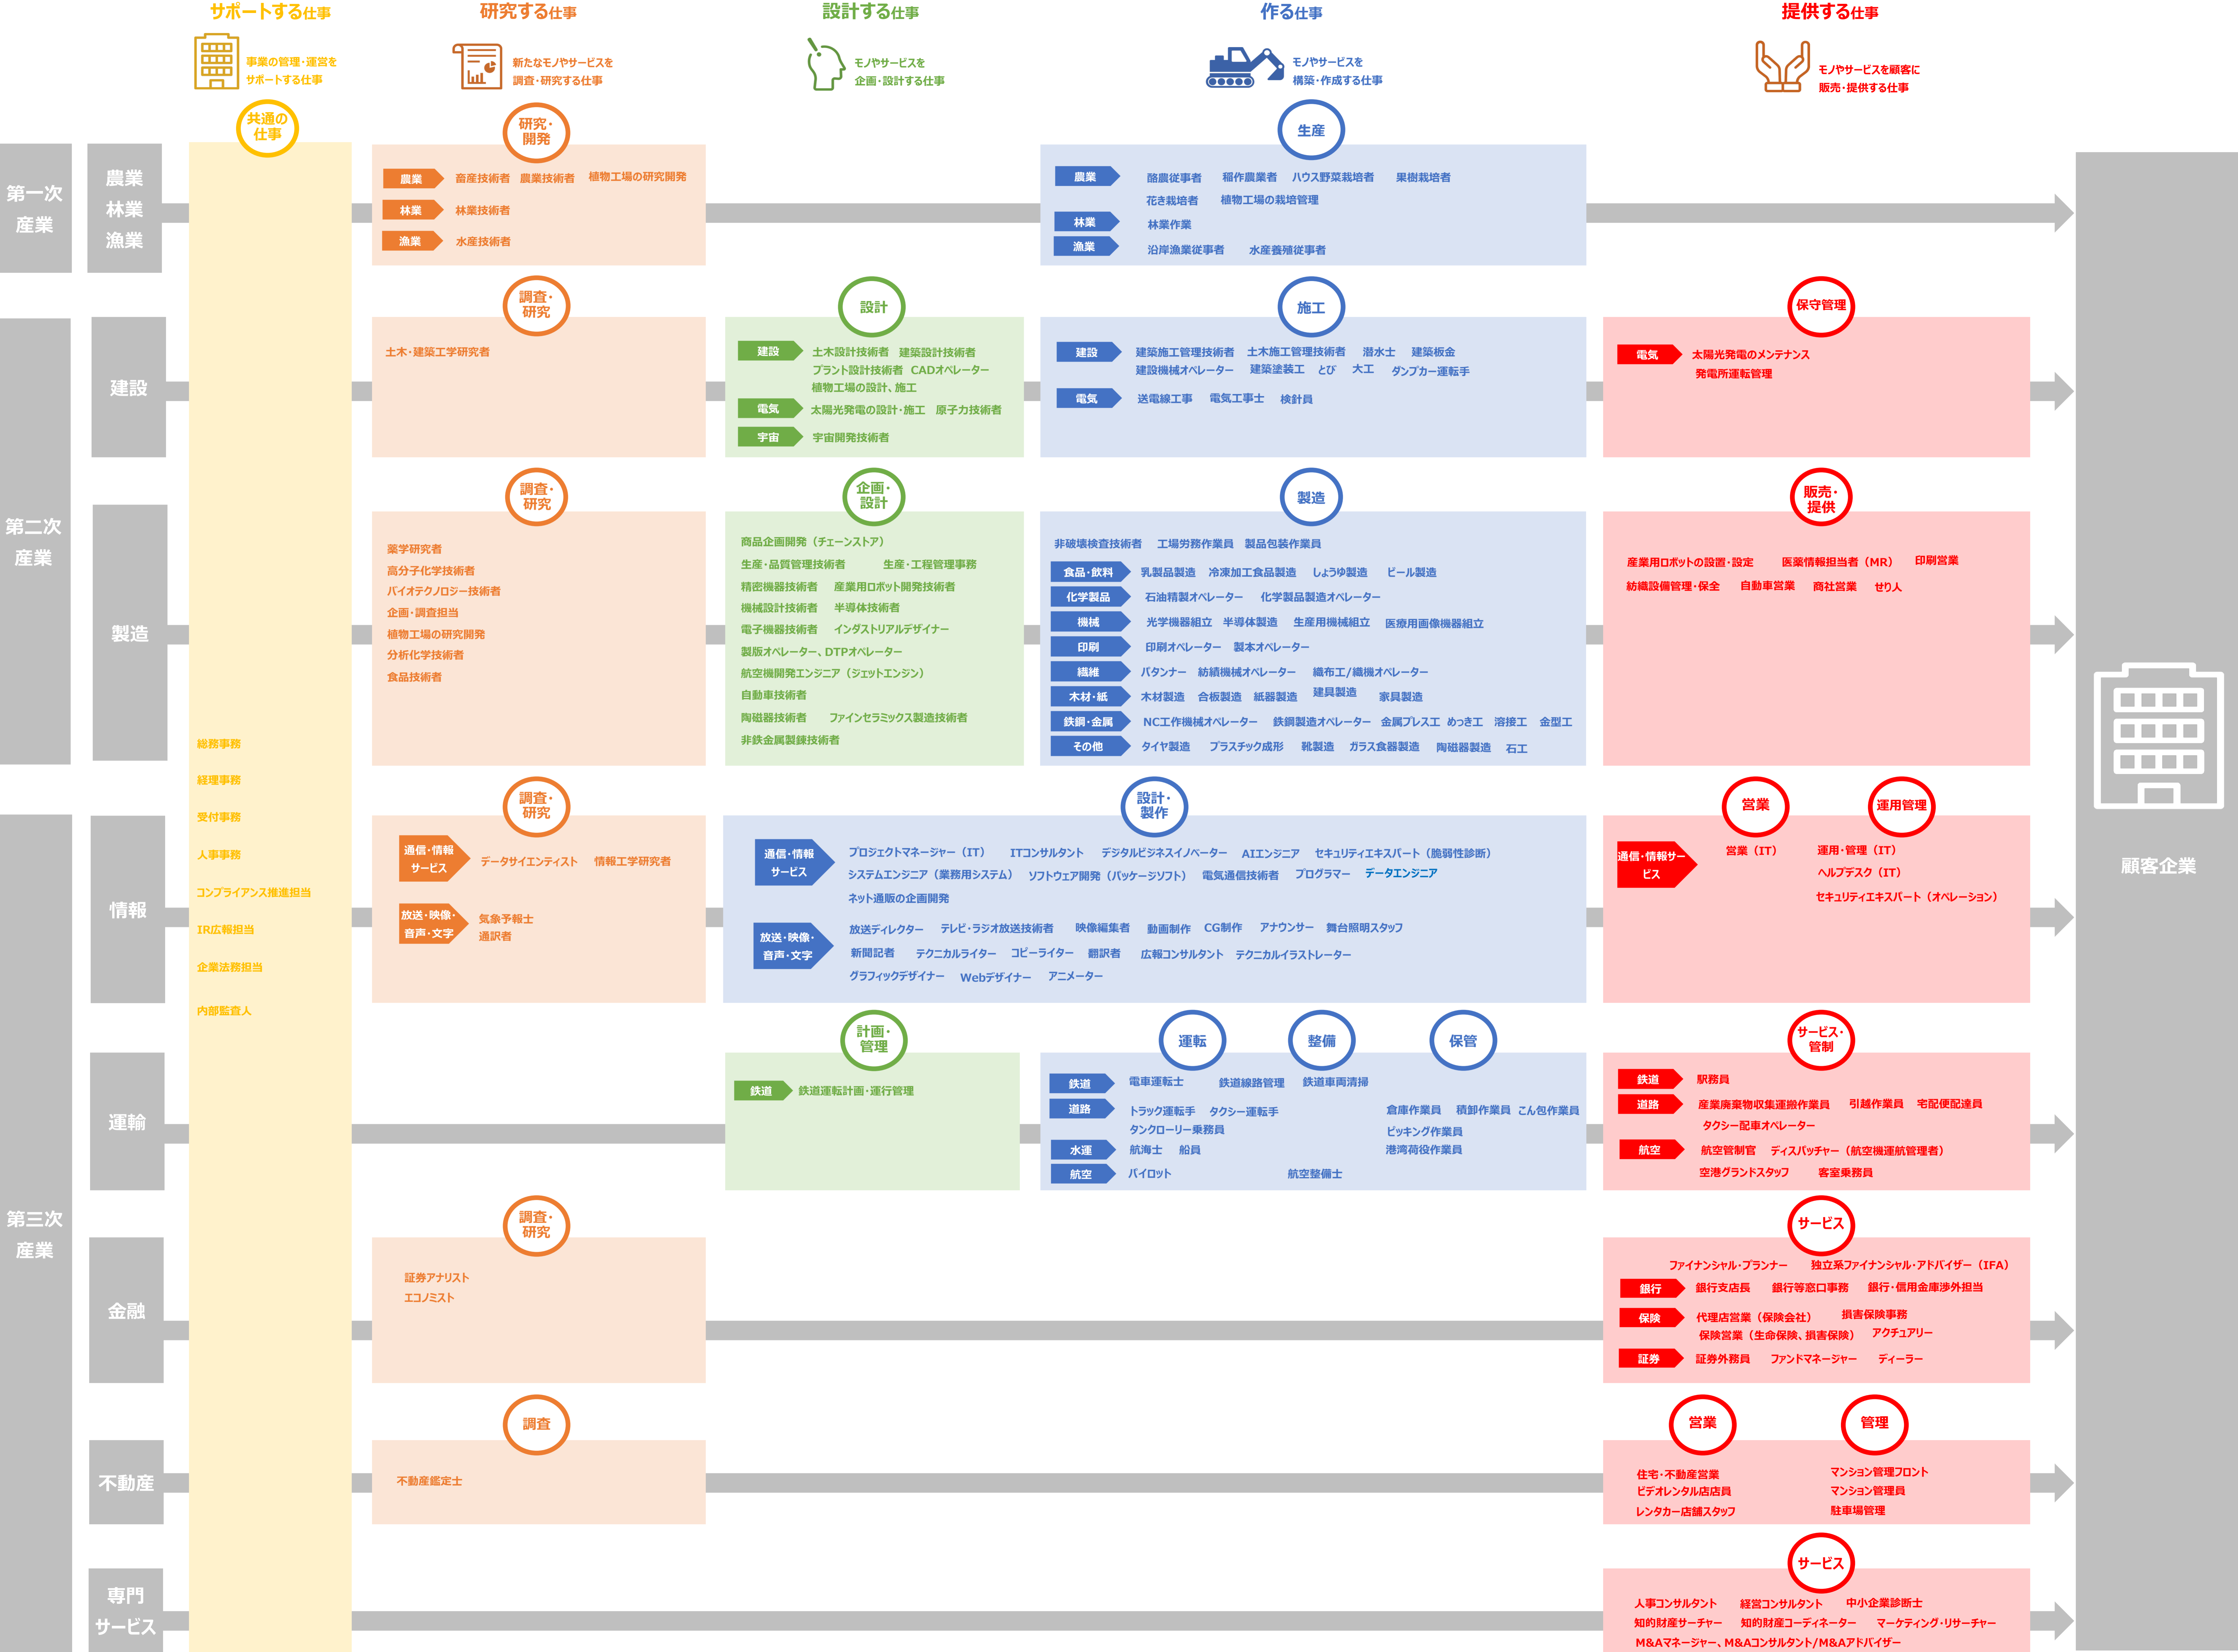 サポートする仕事
事業の管理・運営を
サポートする仕事
研究する仕事
新たなモノやサービスを
調査・研究する仕事
設計する仕事
モノやサービスを
企画・設計する仕事
作る仕事
モノやサービスを
構築・作成する仕事
提供する仕事
モノやサービスを顧客に
販売・提供する仕事
共通の
仕事
総務事務
経理事務
受付事務
人事事務
コンプライアンス推進担当
IR広報担当
企業法務担当
内部監査人
第一次
産業
農業
林業
漁業
研究・
開発
農業 畜産技術者 農業技術者 植物工場の研究開発
林業 林業技術者
漁業 水産技術者
生産
農業 酪農従事者 稲作農業者 ハウス野菜栽培者 果樹栽培者
花き栽培者 植物工場の栽培管理
林業 林業作業
漁業 沿岸漁業従事者 水産養殖従事者
第二次
産業
建設
調査・
研究
土木・建築工学研究者
設計
建設 土木設計技術者 建築設計技術者
プラント設計技術者 CADオペレーター
植物工場の設計、施工
電気 太陽光発電の設計・施工 原子力技術者
宇宙 宇宙開発技術者
施工
建設 建築施工管理技術者 土木施工管理技術者 潜水士 建築板金
建設機械オペレーター 建築塗装工 とび 大工 ダンプカー運転手
電気 送電線工事 電気工事士 検針員
保守管理
電気 太陽光発電のメンテナンス
発電所運転管理
製造
調査・
研究
薬学研究者
高分子化学技術者
バイオテクノロジー技術者
企画・調査担当
植物工場の研究開発
分析化学技術者
食品技術者
企画・
設計
商品企画開発（チェーンストア）
生産・品質管理技術者 生産・工程管理事務
精密機器技術者 産業用ロボット開発技術者
機械設計技術者 半導体技術者
電子機器技術者 インダストリアルデザイナー
製版オペレーター、DTPオペレーター
航空機開発エンジニア（ジェットエンジン）
自動車技術者
陶磁器技術者 ファインセラミックス製造技術者
非鉄金属製錬技術者
製造
非破壊検査技術者 工場労務作業員 製品包装作業員
食品・飲料 乳製品製造 冷凍加工食品製造 しょうゆ製造 ビール製造
化学製品 石油精製オペレーター 化学製品製造オペレーター
機械 光学機器組立 半導体製造 生産用機械組立 医療用画像機器組立
印刷 印刷オペレーター 製本オペレーター
繊維 パタンナー 紡績機械オペレーター 織布工/織機オペレーター
木材・紙 木材製造 合板製造 紙器製造 建具製造 家具製造
鉄鋼・金属 NC工作機械オペレーター 鉄鋼製造オペレーター 金属プレス工 めっき工 溶接工 金型工
その他 タイヤ製造 プラスチック成形 靴製造 ガラス食器製造 陶磁器製造 石工
販売・
提供
産業用ロボットの設置・設定 医薬情報担当者（MR） 印刷営業
紡織設備管理・保全 自動車営業 商社営業 せり人
第三次
産業
情報
調査・
研究
通信・情報
サービス
データサイエンティスト 情報工学研究者
放送・映像・
音声・文字
気象予報士
通訳者
設計・
製作
通信・情報
サービス
プロジェクトマネージャー（IT） ITコンサルタント デジタルビジネスイノベーター AIエンジニア セキュリティエキスパート（脆弱性診断）
システムエンジニア（業務用システム） ソフトウェア開発（パッケージソフト） 電気通信技術者 プログラマー データエンジニア
ネット通販の企画開発
放送・映像・
音声・文字
放送ディレクター テレビ・ラジオ放送技術者 映像編集者 動画制作 CG制作 アナウンサー 舞台照明スタッフ
新聞記者 テクニカルライター コピーライター 翻訳者 広報コンサルタント テクニカルイラストレーター
グラフィックデザイナー Webデザイナー アニメーター
営業
運用管理
通信・情報サー
ビス
営業（IT） 運用・管理（IT）
ヘルプデスク（IT）
セキュリティエキスパート（オペレーション）
運輸
計画・
管理
鉄道 鉄道運転計画・運行管理
運転
整備
保管
鉄道 電車運転士 鉄道線路管理 鉄道車両清掃
道路 トラック運転手 タクシー運転手 倉庫作業員 積卸作業員 こん包作業員
タンクローリー乗務員 ピッキング作業員
水運 航海士 船員 港湾荷役作業員
航空 パイロット 航空整備士
サービス・
管制
鉄道 駅務員
道路 産業廃棄物収集運搬作業員 引越作業員 宅配便配達員
タクシー配車オペレーター
航空 航空管制官 ディスパッチャー（航空機運航管理者）
空港グランドスタッフ 客室乗務員
金融
調査・
研究
証券アナリスト
エコノミスト
サービス
ファイナンシャル・プランナー 独立系ファイナンシャル・アドバイザー（IFA）
銀行 銀行支店長 銀行等窓口事務 銀行・信用金庫渉外担当
保険 代理店営業（保険会社） 損害保険事務
保険営業（生命保険、損害保険） アクチュアリー
証券 証券外務員 ファンドマネージャー ディーラー
不動産
調査
不動産鑑定士
営業
管理
住宅・不動産営業 マンション管理フロント
ビデオレンタル店店員 マンション管理員
レンタカー店舗スタッフ 駐車場管理
専門
サービス
サービス
人事コンサルタント 経営コンサルタント 中小企業診断士
知的財産サーチャー 知的財産コーディネーター マーケティング・リサーチャー
M&Aマネージャー、M&Aコンサルタント/M&Aアドバイザー
顧客企業